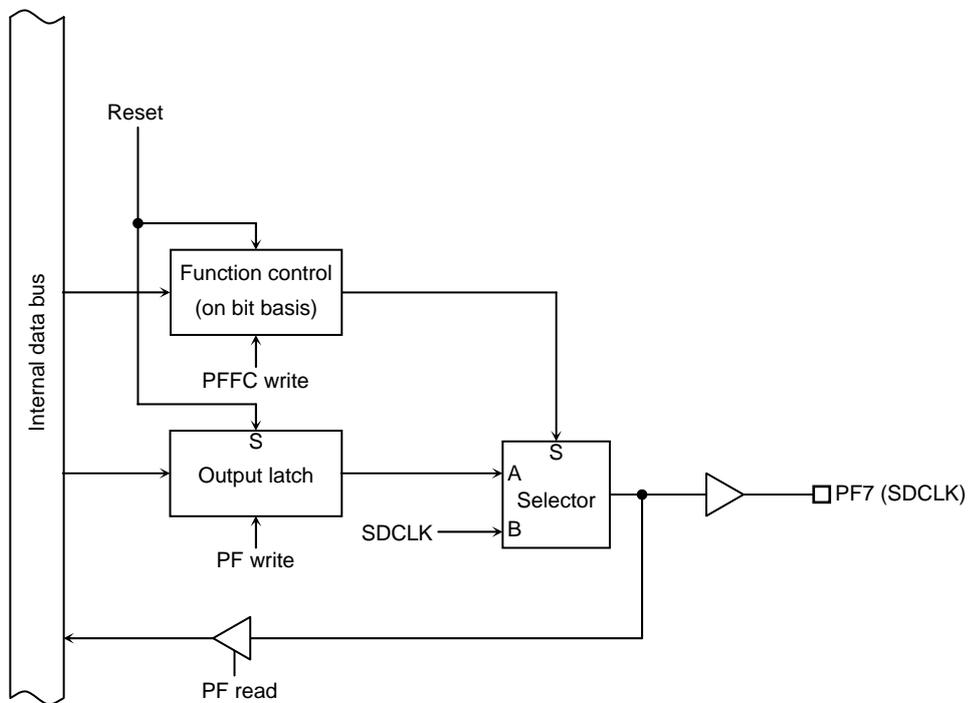 Reset
Function control
(on bit basis)
Internal data bus
PFFC write
S
Output latch
S
A
Selector
PF7 (SDCLK)
SDCLK
B
PF write
PF read